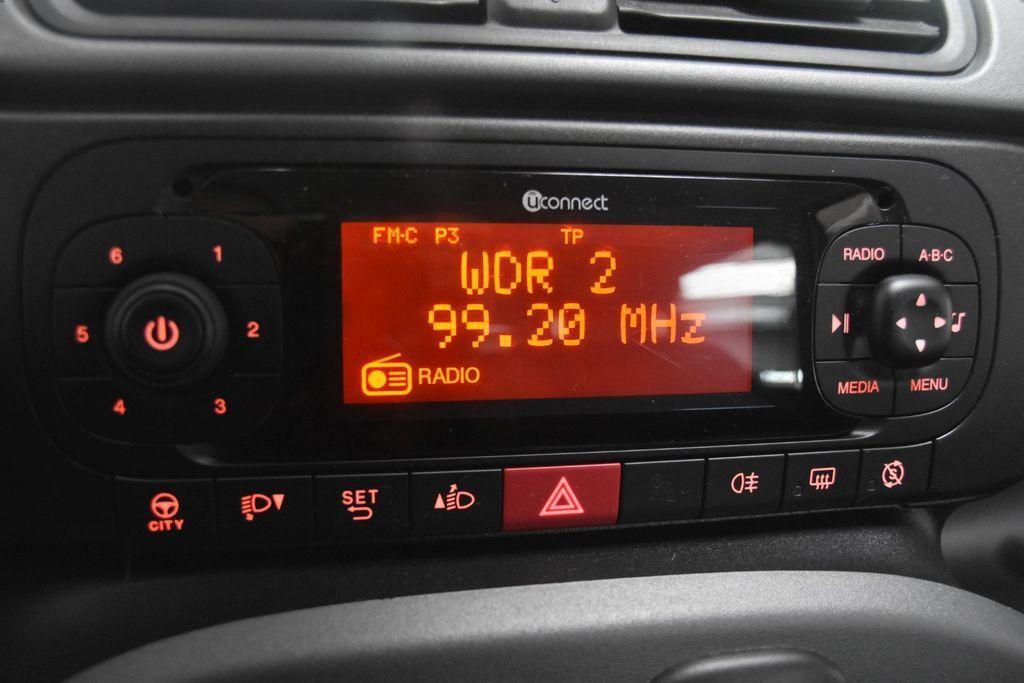 uconnect
FM-C P3 TP
WDR 2
99.20 MHz
RADIO
6 1
5 2
4 3
RADIO A·B·C
MEDIA MENU
CITY
SET